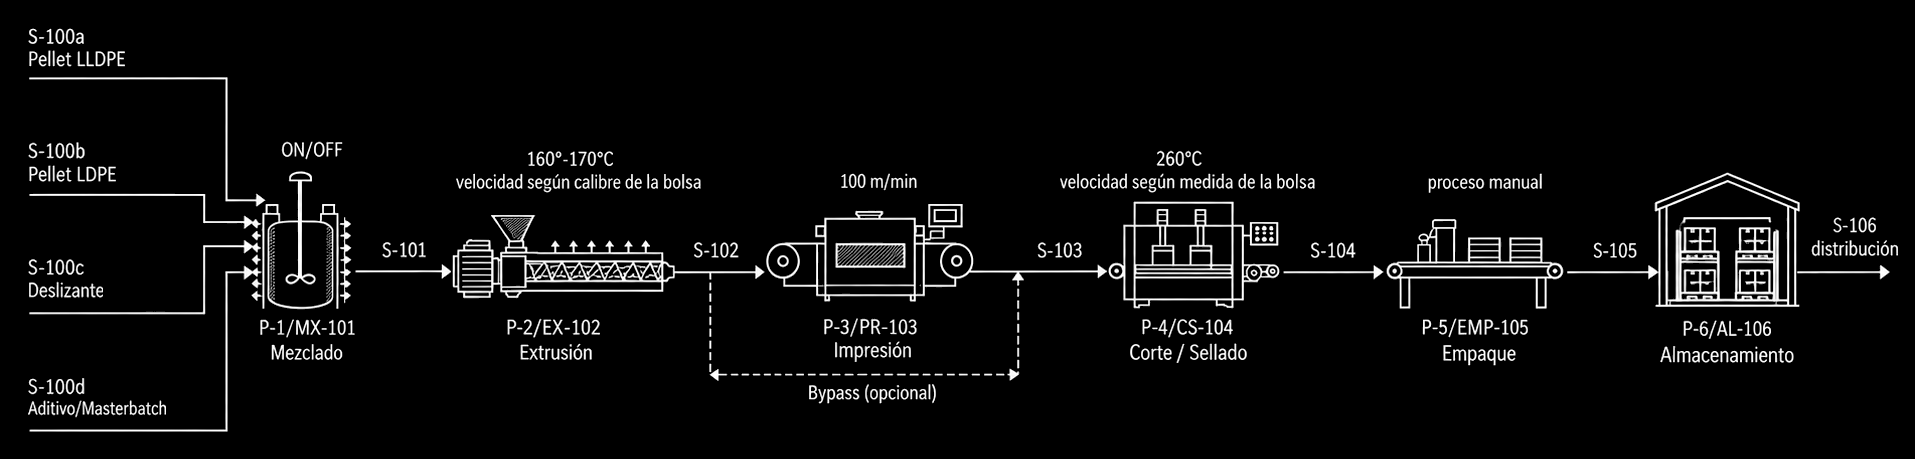 S-100a
Pellet LLDPE
S-100b
Pellet LDPE
S-100c
Deslizante
S-100d
Aditivo/Masterbatch
ON/OFF
P-1/MX-101
Mezclado
S-101
160°-170°C
velocidad según calibre de la bolsa
P-2/EX-102
Extrusión
S-102
100 m/min
P-3/PR-103
Impresión
Bypass (opcional)
S-103
260°C
velocidad según medida de la bolsa
P-4/CS-104
Corte / Sellado
S-104
proceso manual
P-5/EMP-105
Empaque
S-105
P-6/AL-106
Almacenamiento
S-106
distribución